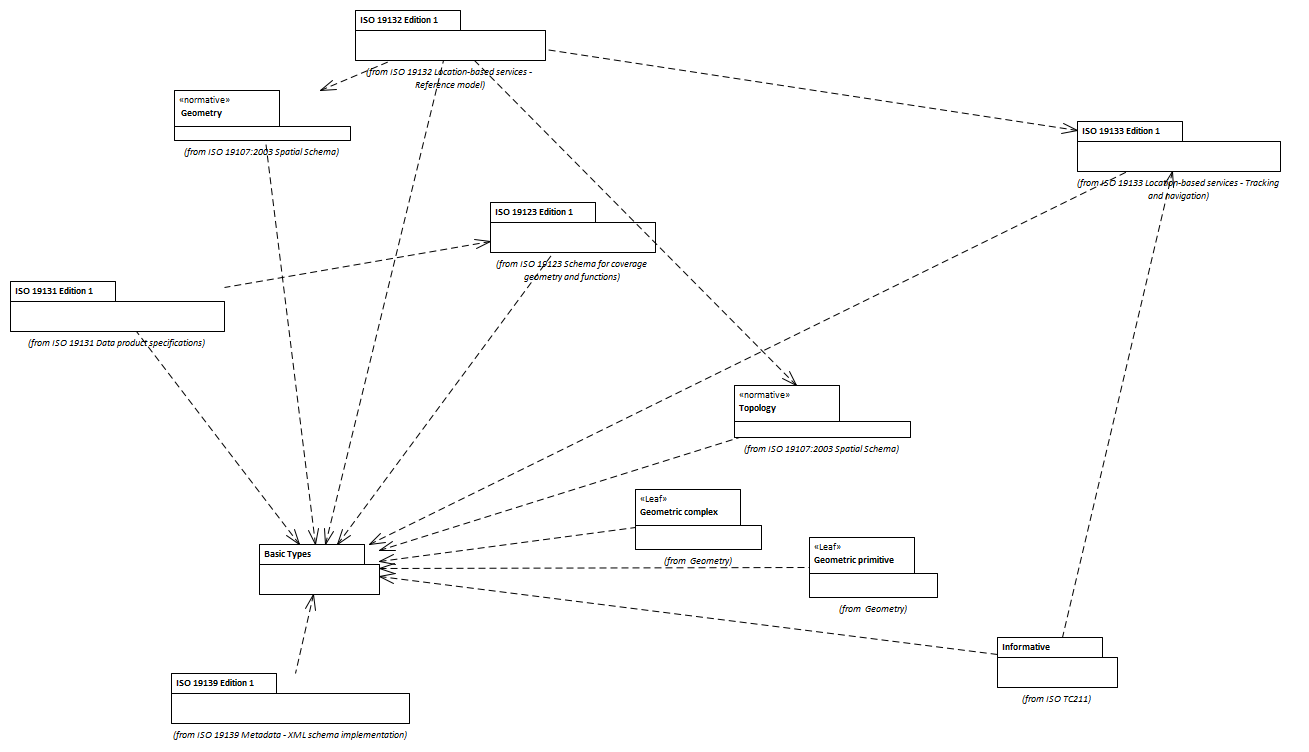 ISO 19132 Edition 1
(from ISO 19132 Location-based services -
Reference model)
«normative»
Geometry
(from ISO 19107:2003 Spatial Schema)
ISO 19133 Edition 1
(from ISO 19133 Location-based services - Tracking
and navigation)
ISO 19123 Edition 1
(from ISO 19123 Schema for coverage
geometry and functions)
ISO 19131 Edition 1
(from ISO 19131 Data product specifications)
«normative»
Topology
(from ISO 19107:2003 Spatial Schema)
«Leaf»
Geometric complex
(from  Geometry)
«Leaf»
Geometric primitive
(from  Geometry)
Basic Types
Informative
(from ISO TC211)
ISO 19139 Edition 1
(from ISO 19139 Metadata - XML schema implementation)